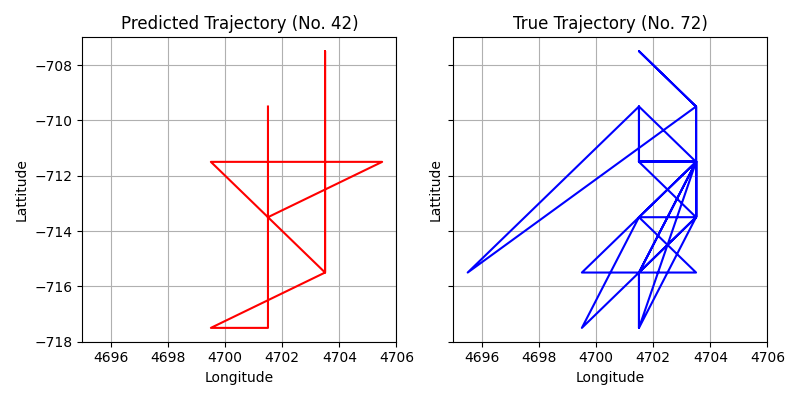 Predicted Trajectory (No. 42)
True Trajectory (No. 72)
−708
−710
−712
−714
−716
−718
Lattitude
Lattitude
4696 4698 4700 4702 4704 4706
4696 4698 4700 4702 4704 4706
Longitude
Longitude